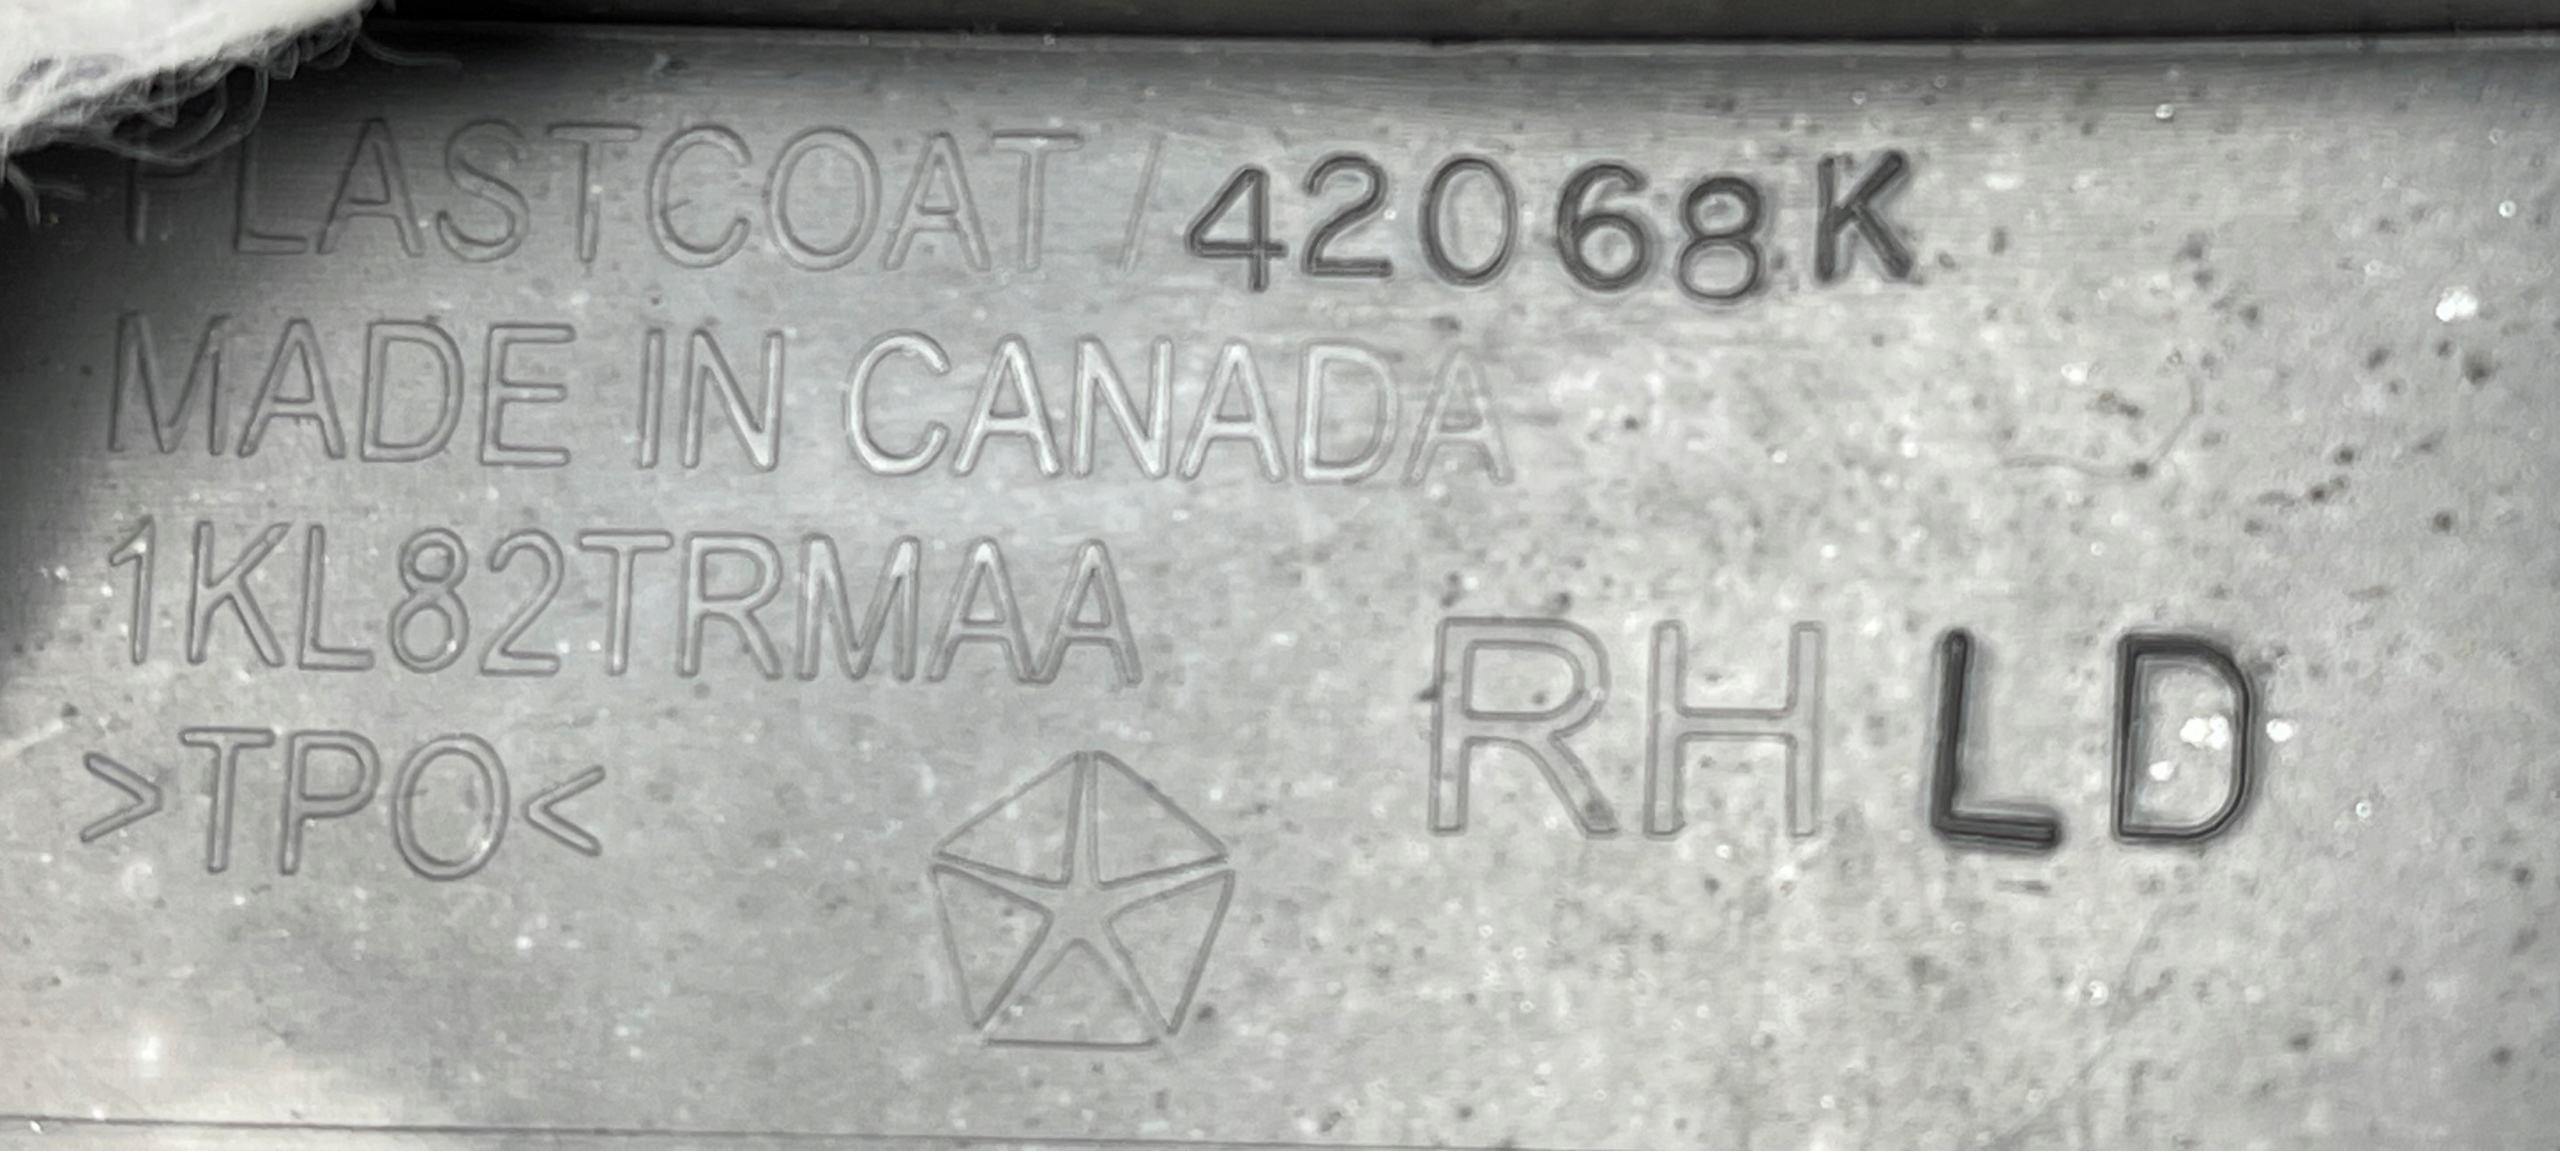 PLASTCOAT / 42068K
MADE IN CANADA
1KL82TRMAA
RH LD
>TPO<